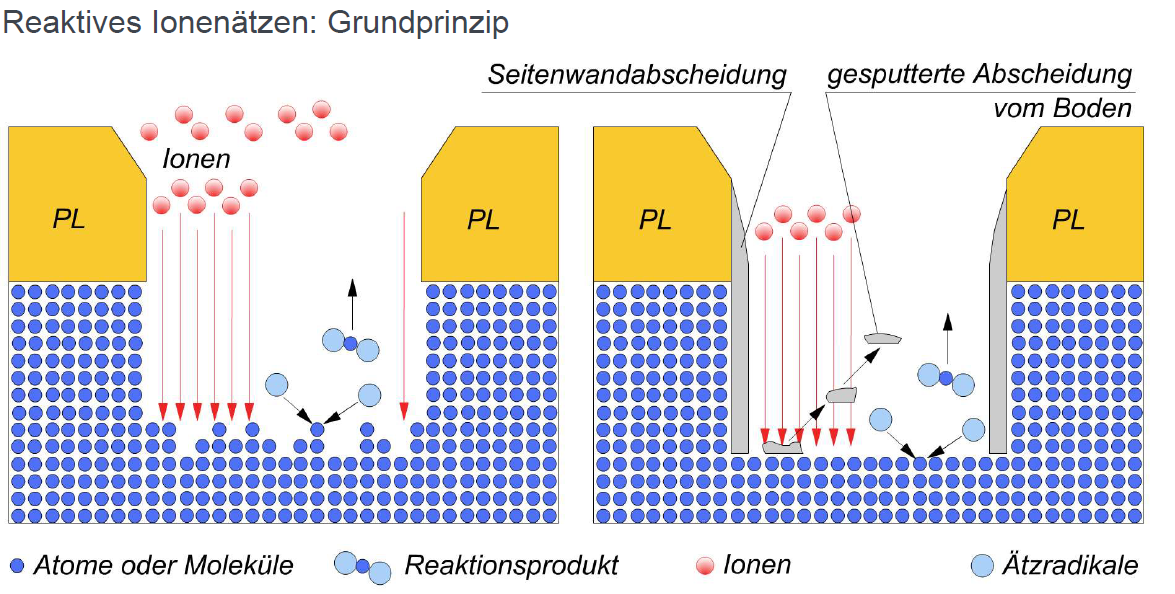 Reaktives Ionenätzen: Grundprinzip
Seitenwandabscheidung
gesputterte Abscheidung
vom Boden
Ionen
PL
PL
PL
PL
Atome oder Moleküle
Reaktionsprodukt
Ionen
Ätzradikale